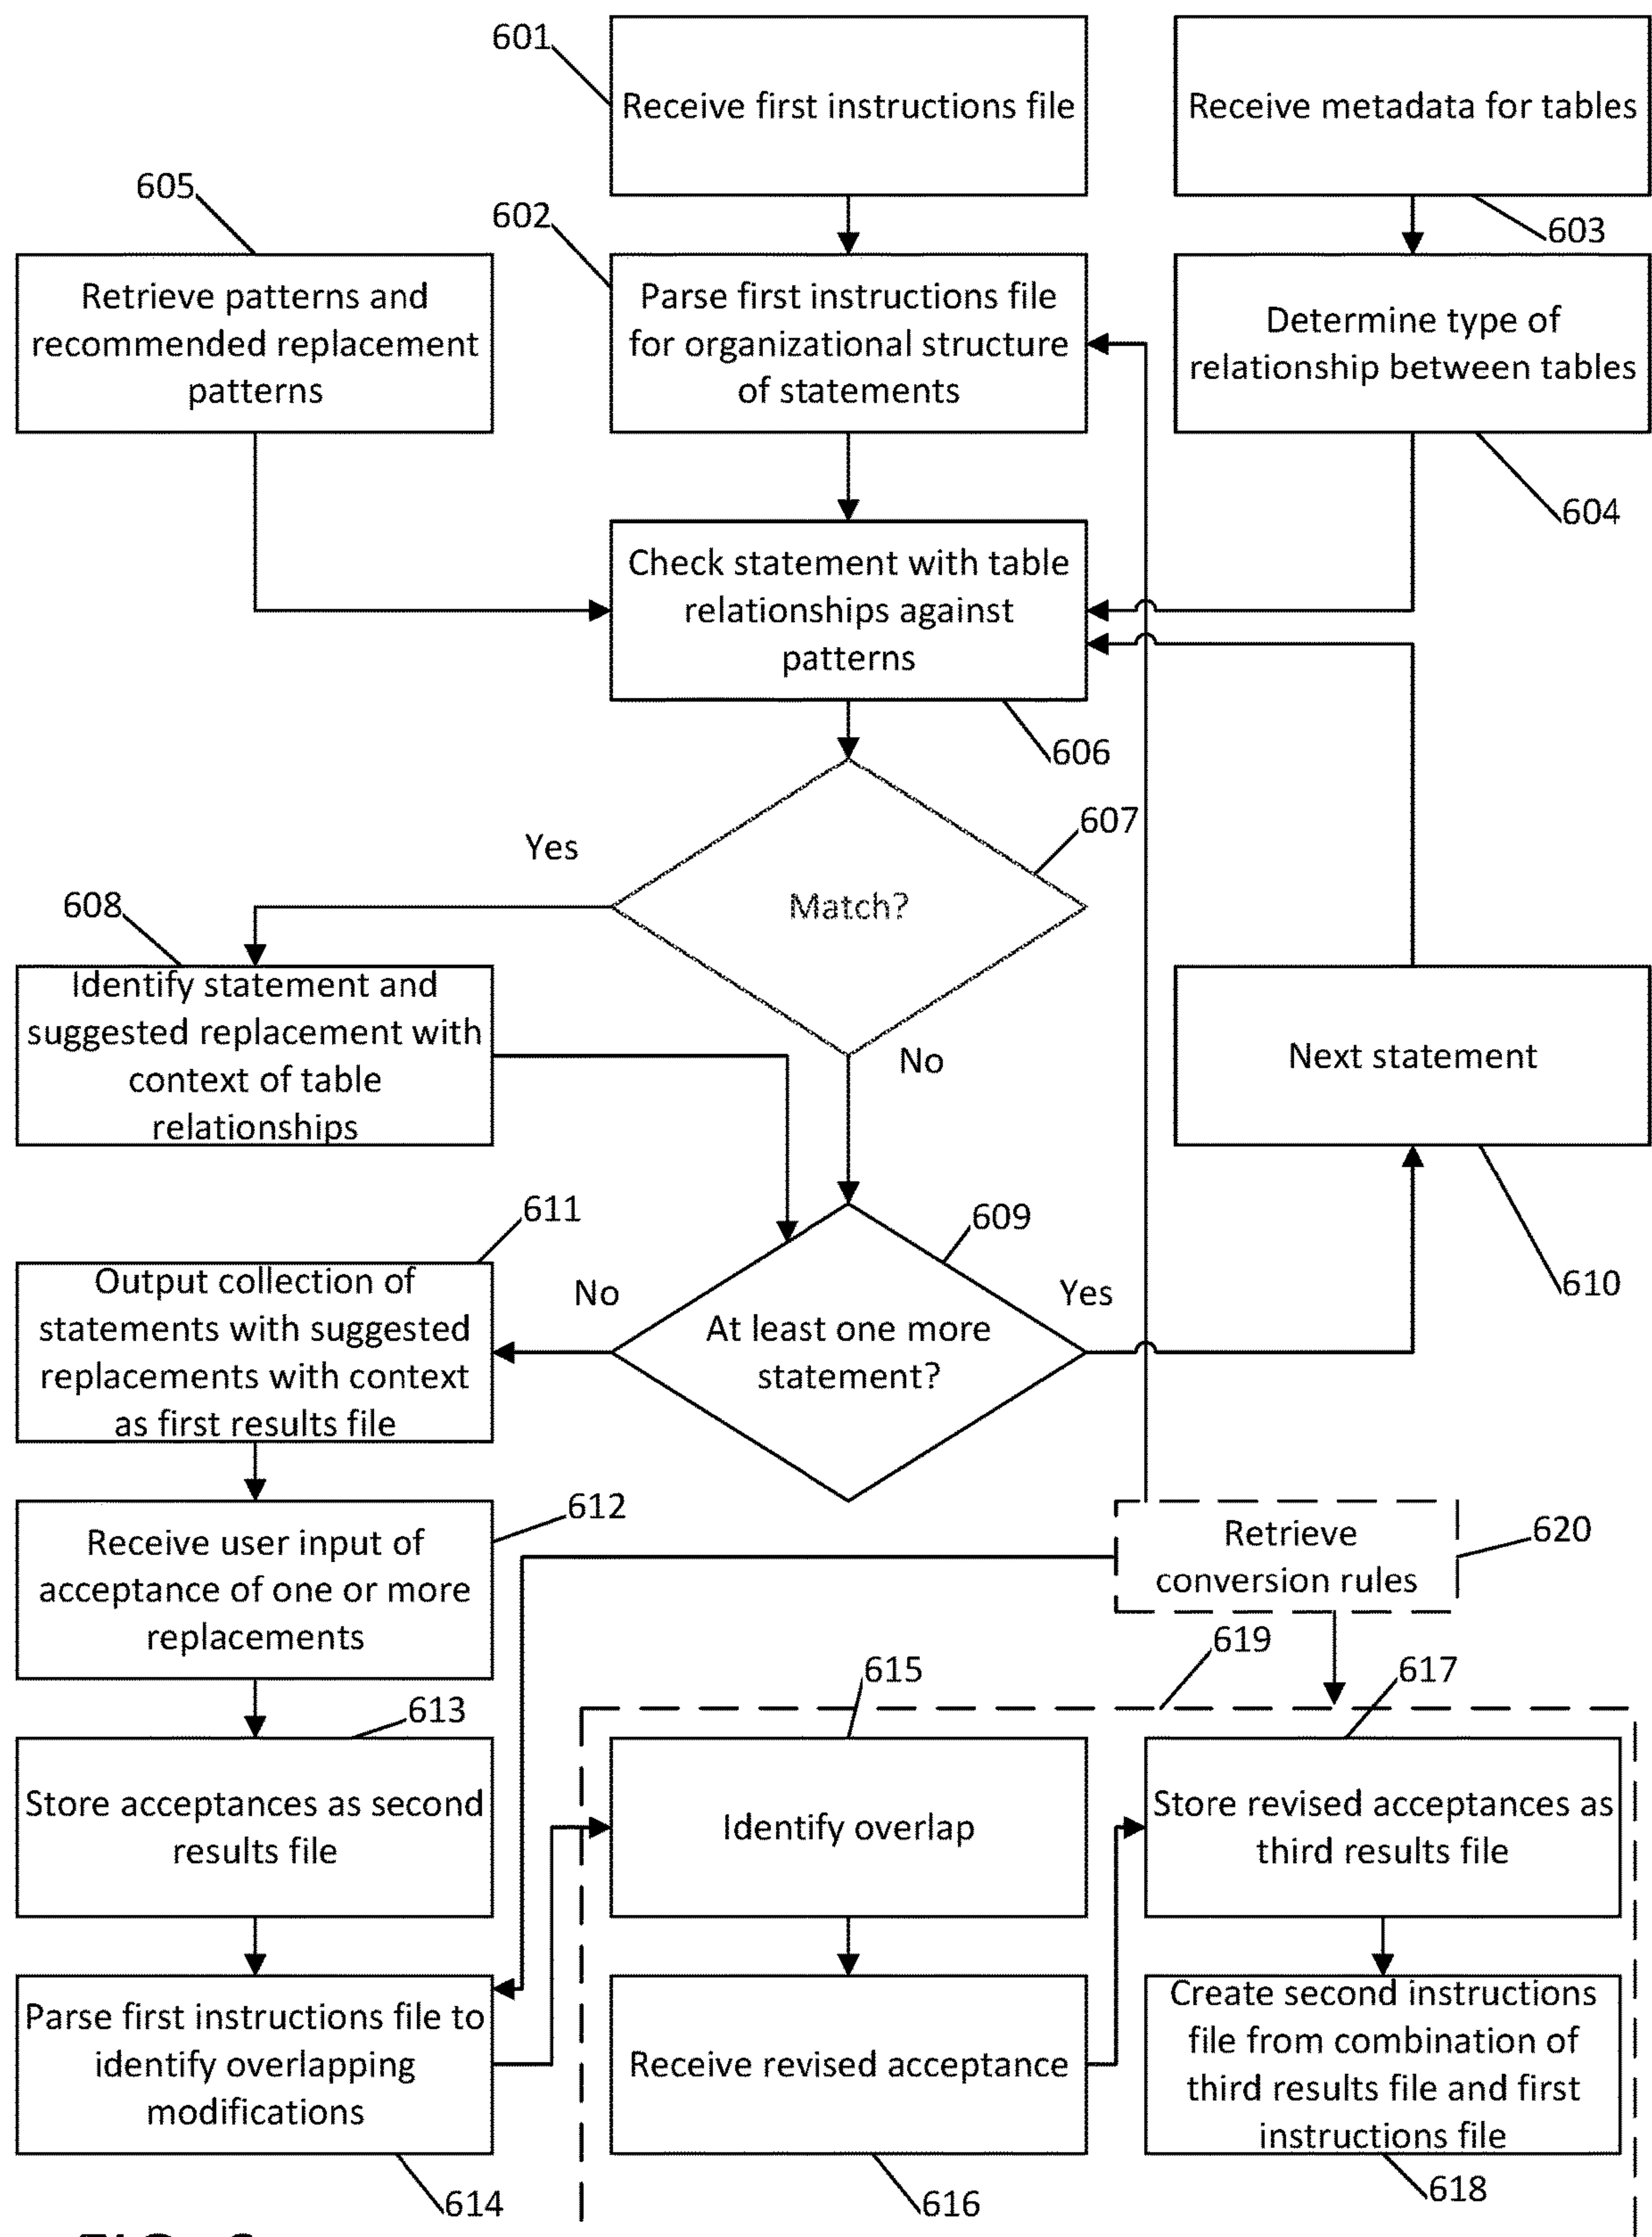 601
Receive first instructions file
Receive metadata for tables
603
605
602
Retrieve patterns and
recommended replacement
patterns
Parse first instructions file
for organizational structure
of statements
Determine type of
relationship between tables
604
Check statement with table
relationships against
patterns
606
607
Yes
Match?
No
608
Identify statement and
suggested replacement with
context of table
relationships
Next statement
610
611
609
Output collection of
statements with suggested
replacements with context
as first results file
No
At least one more
statement?
Yes
612
Receive user input of
acceptance of one or more
replacements
Retrieve
conversion rules
620
619
613
615
617
Store acceptances as second
results file
Identify overlap
Store revised acceptances as
third results file
Parse first instructions file to
identify overlapping
modifications
Receive revised acceptance
Create second instructions
file from combination of
third results file and first
instructions file
614
616
618